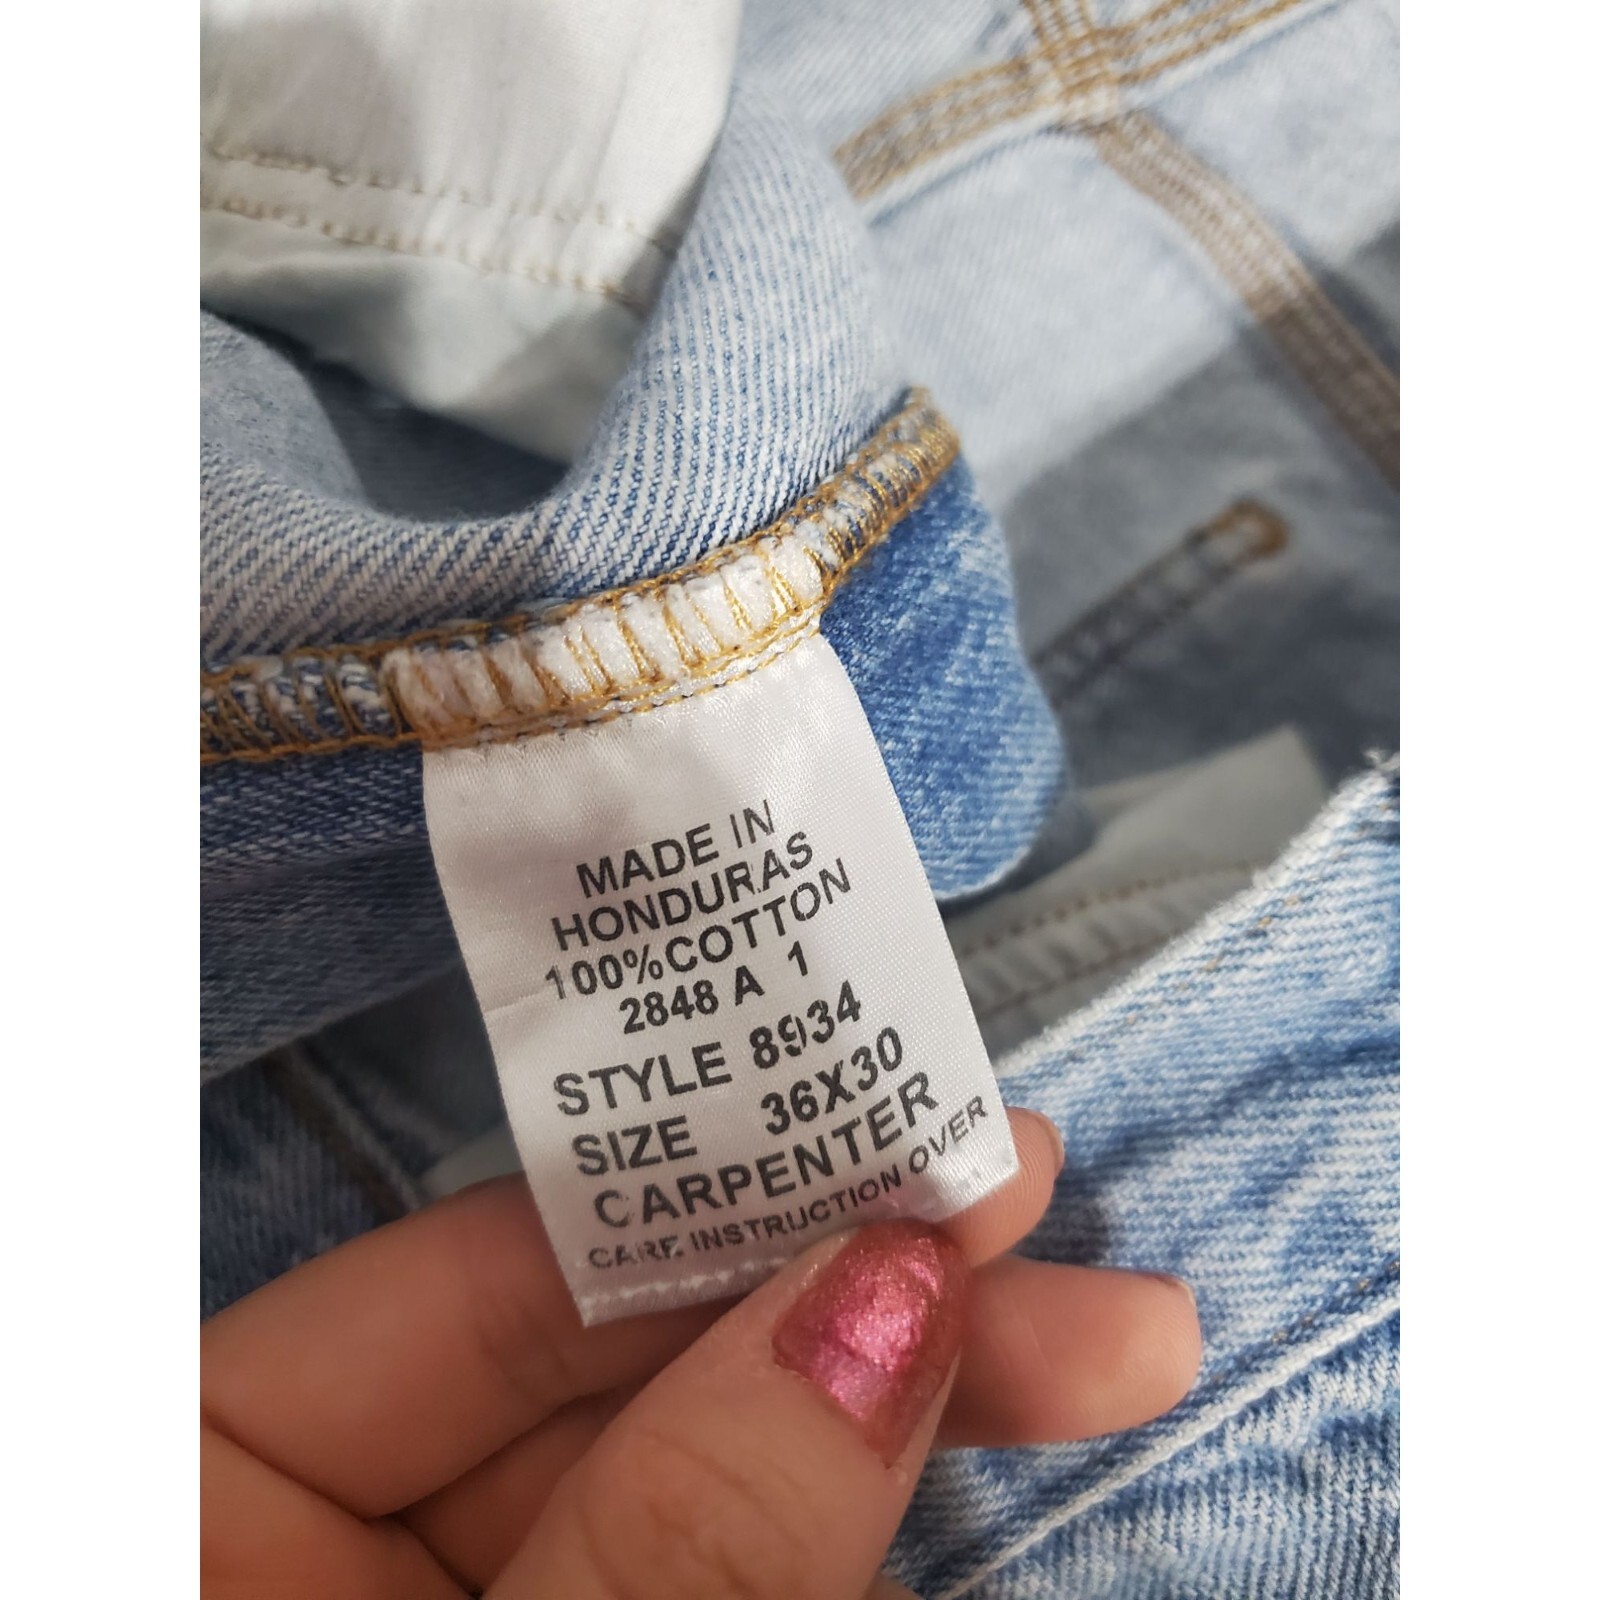 MADE IN
HONDURAS
100%COTTON
2848 A 1
STYLE 8934
SIZE 36X30
CARPENTER
CARE INSTRUCTION OVER